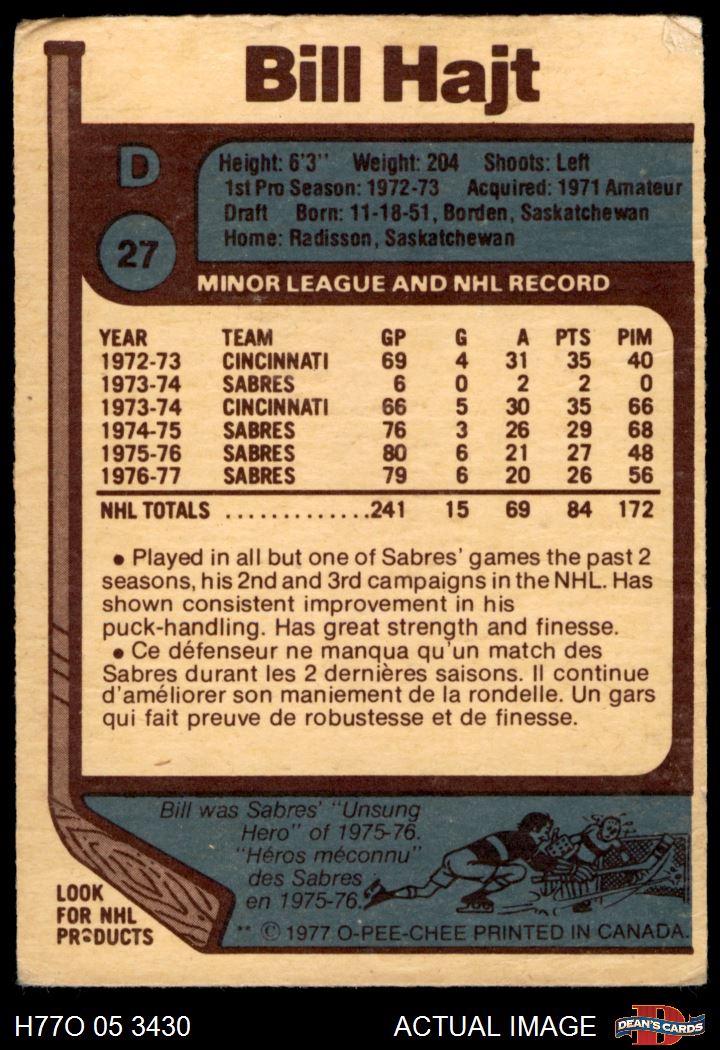 Bill Hajt
D
27
Height: 6'3" Weight: 204 Shoots: Left
1st Pro Season: 1972-73 Acquired: 1971 Amateur
Draft Born: 11-18-51, Borden, Saskatchewan
Home: Radisson, Saskatchewan
MINOR LEAGUE AND NHL RECORD
YEAR TEAM GP G A PTS PIM
1972-73 CINCINNATI 69 4 31 35 40
1973-74 SABRES 6 0 2 2 0
1973-74 CINCINNATI 66 5 30 35 66
1974-75 SABRES 76 3 26 29 68
1975-76 SABRES 80 6 21 27 48
1976-77 SABRES 79 6 20 26 56
NHL TOTALS .............241 15 69 84 172
• Played in all but one of Sabres' games the past 2
seasons, his 2nd and 3rd campaigns in the NHL. Has
shown consistent improvement in his
puck-handling. Has great strength and finesse.
• Ce défenseur ne manqua qu'un match des
Sabres durant les 2 dernières saisons. Il continue
d'améliorer son maniement de la rondelle. Un gars
qui fait preuve de robustesse et de finesse.
Bill was Sabres' "Unsung
Hero" of 1975-76.
"Héros méconnu"
des Sabres
en 1975-76.
LOOK
FOR NHL
PRODUCTS
** © 1977 O-PEE-CHEE PRINTED IN CANADA.
H77O 05 3430
ACTUAL IMAGE
D
DEAN'S CARDS